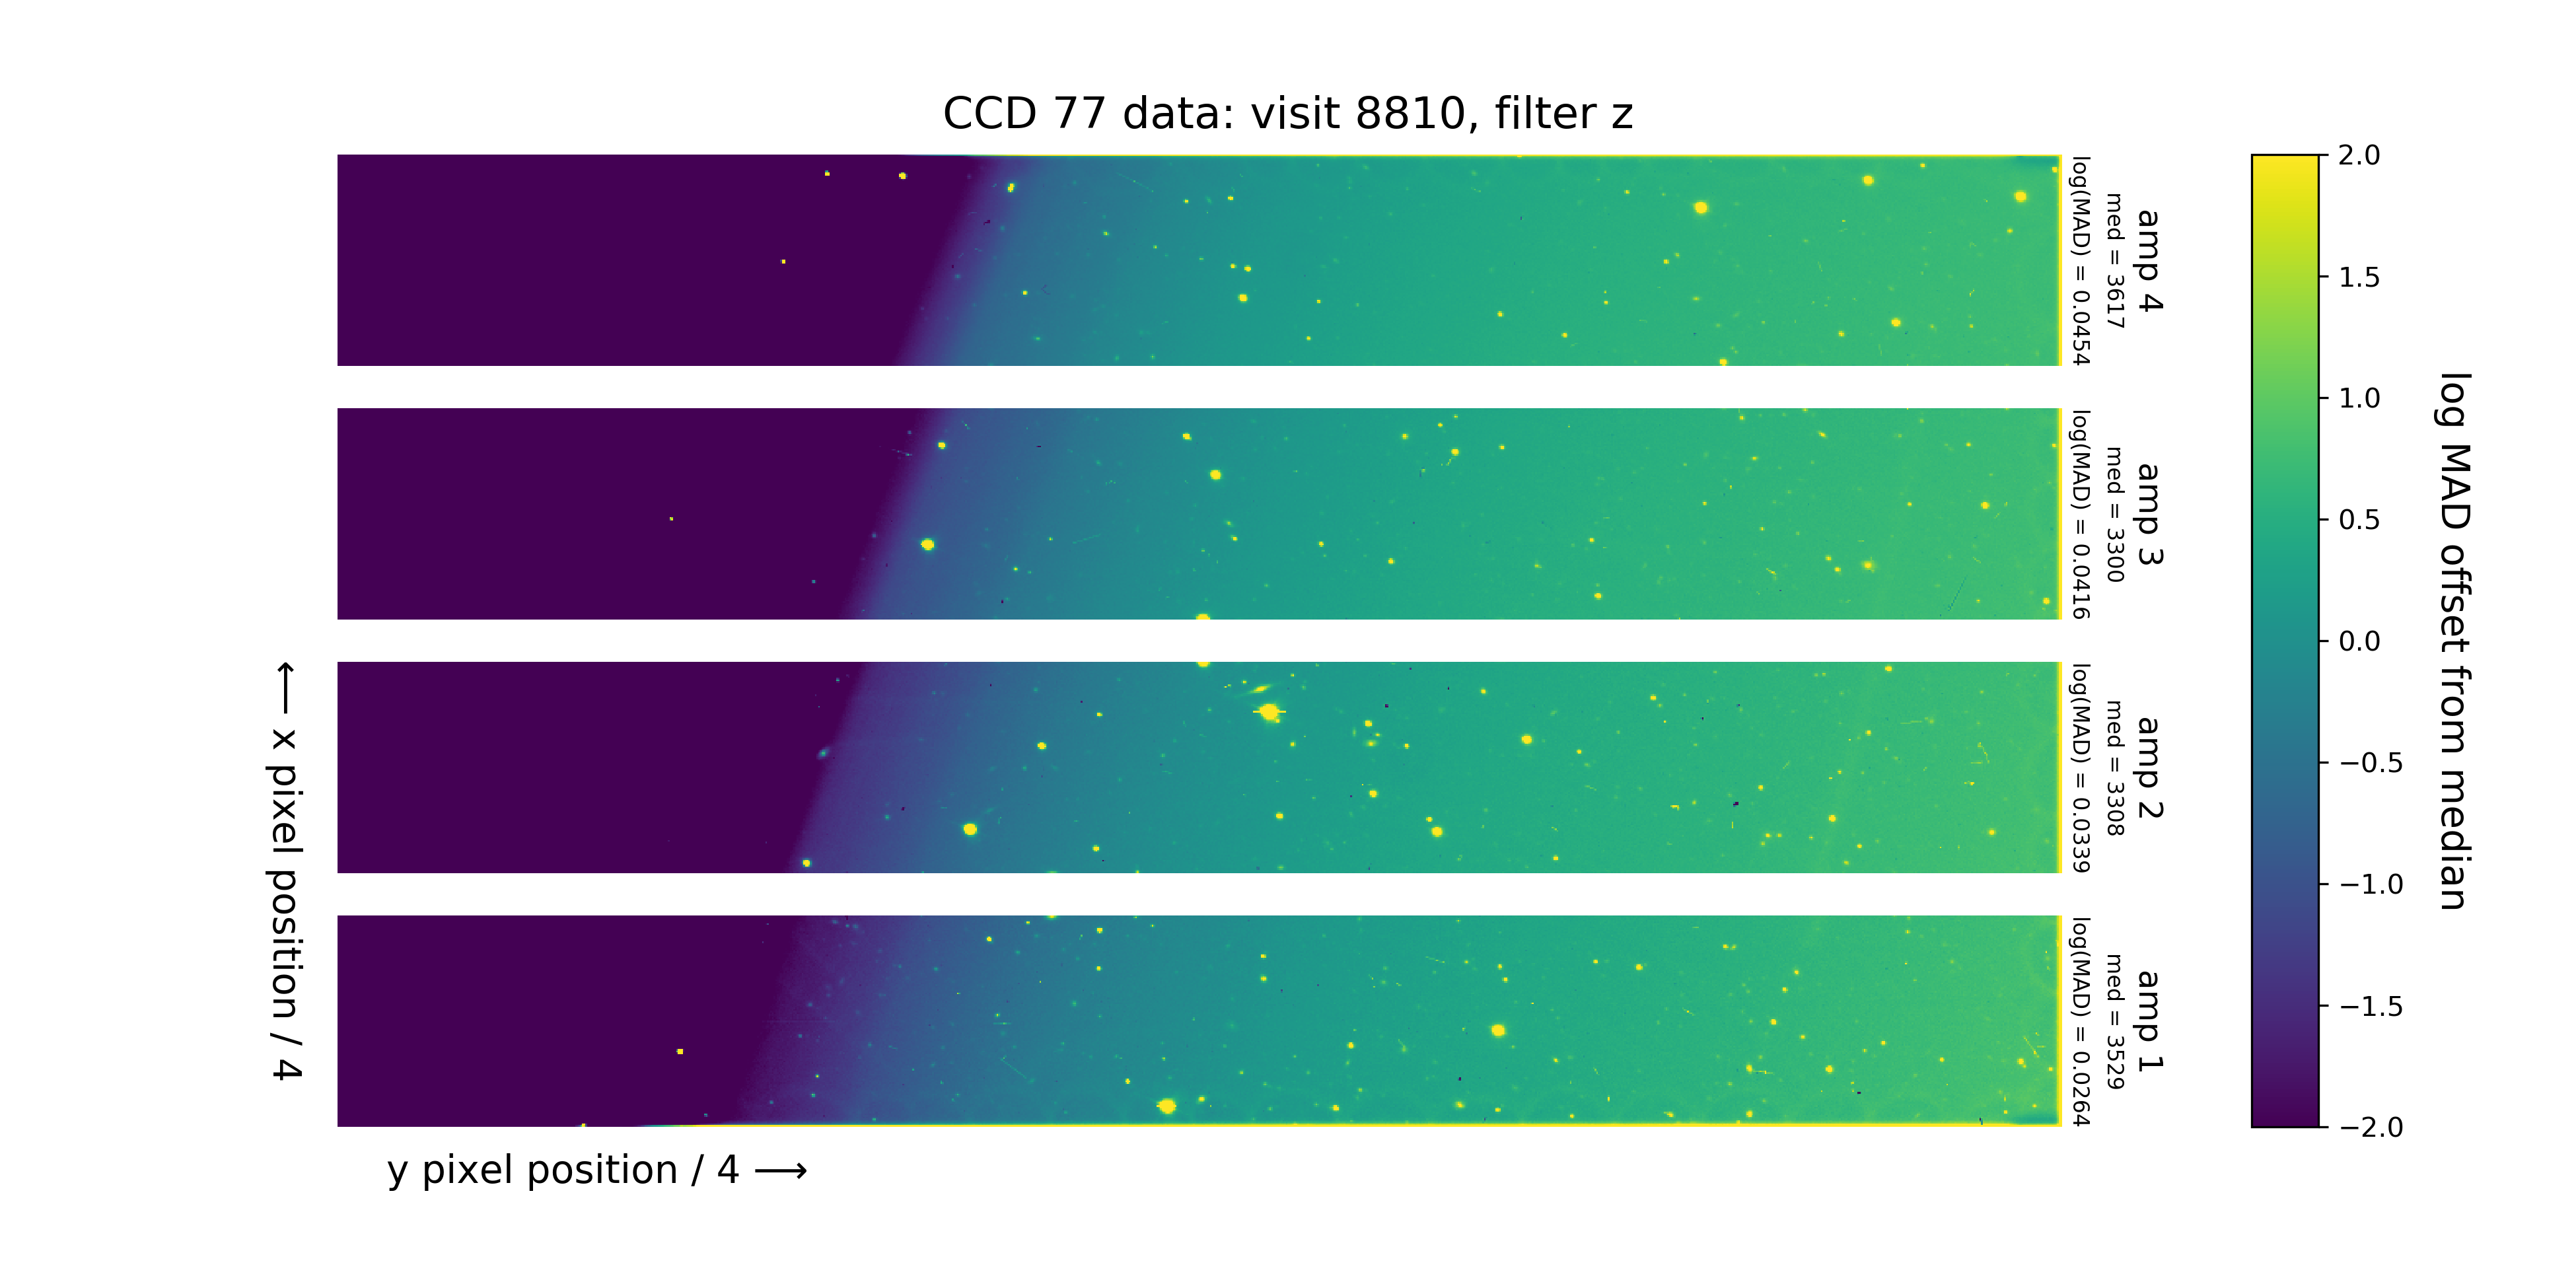 CCD 77 data: visit 8810, filter z
amp 4
med = 3617
log(MAD) = 0.0454
amp 3
med = 3300
log(MAD) = 0.0416
amp 2
med = 3308
log(MAD) = 0.0339
amp 1
med = 3529
log(MAD) = 0.0264
⟵ x pixel position / 4
y pixel position / 4 ⟶
2.0
1.5
1.0
0.5
0.0
−0.5
−1.0
−1.5
−2.0
log MAD offset from median